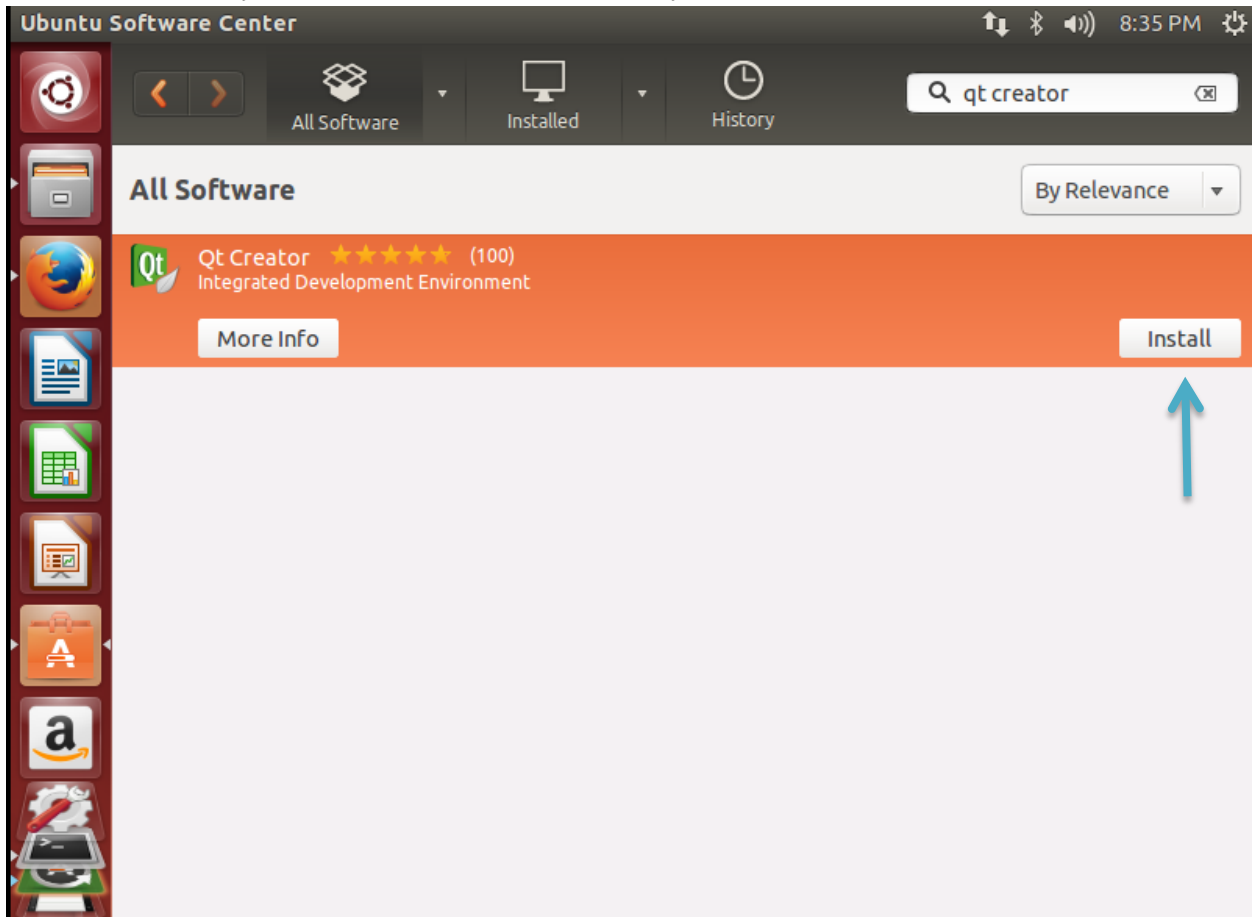 Ubuntu Software Center
8:35 PM
All Software
Installed
History
qt creator
All Software
By Relevance
Qt
Qt Creator (100)
Integrated Development Environment
More Info
Install
A
a
>_